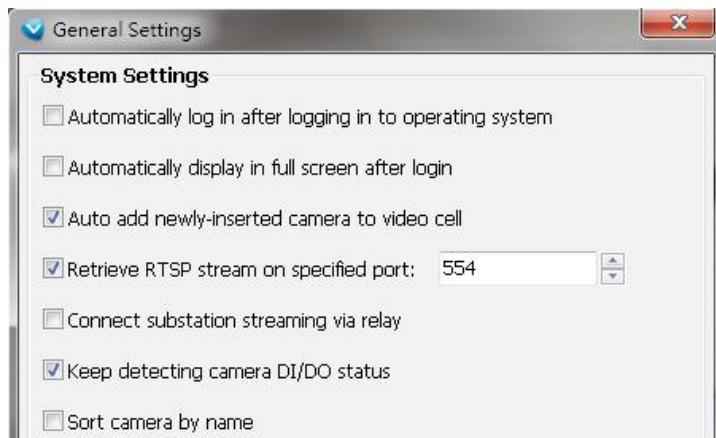 General Settings
System Settings
Automatically log in after logging in to operating system
Automatically display in full screen after login
Auto add newly-inserted camera to video cell
Retrieve RTSP stream on specified port: 554
Connect substation streaming via relay
Keep detecting camera DI/DO status
Sort camera by name